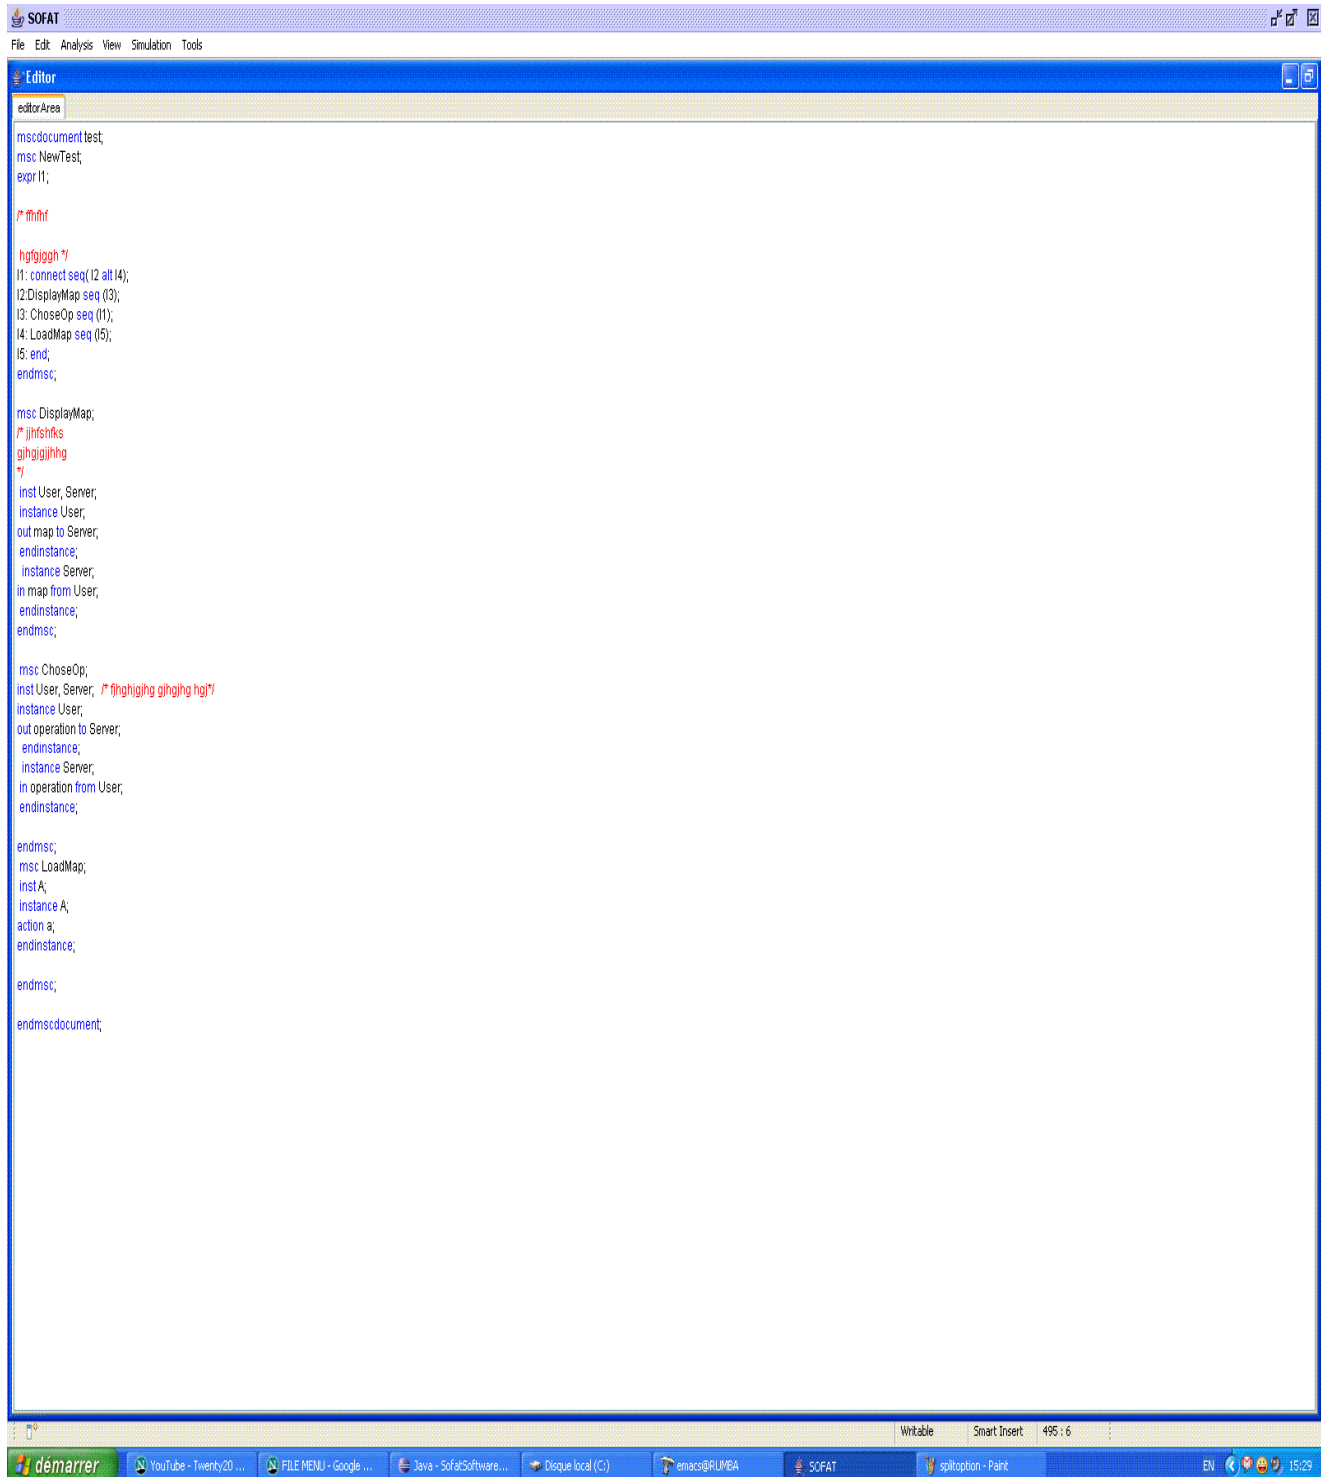 SOFAT
File Edit Analysis View Simulation Tools
Editor
editorArea
mscdocument test;
msc NewTest;
expr l1;
/* ffhfhf
hgfgjggh */
l1: connect seq( l2 alt l4);
l2:DisplayMap seq (l3);
l3: ChoseOp seq (l1);
l4: LoadMap seq (l5);
l5: end;
endmsc;
msc DisplayMap;
/* jjhfshfks
gjhgjgjjhhg
*/
inst User, Server;
instance User;
out map to Server;
endinstance;
instance Server;
in map from User;
endinstance;
endmsc;
msc ChoseOp;
inst User, Server; /* fjhghjgjhg gjhgjhg hgj*/
instance User;
out operation to Server;
endinstance;
instance Server;
in operation from User;
endinstance;
endmsc;
msc LoadMap;
inst A;
instance A;
action a;
endinstance;
endmsc;
endmscdocument;
Writable Smart Insert 495 : 6
démarrer YouTube - Twenty20 ... FILE MENU - Google ... Java - SofatSoftware... Disque local (C:) emacs@RUMBA SOFAT splitoption - Paint EN 15:29